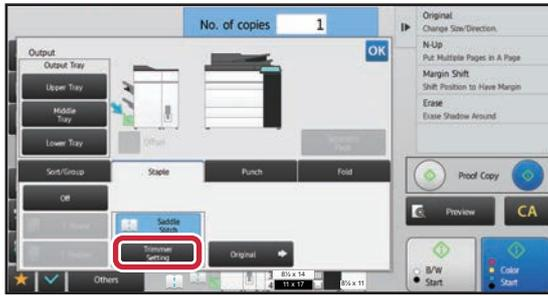 No. of copies 1
Output
OK
Output Tray
Upper Tray
Middle
Tray
Lower Tray
Offset
Sort/Group
Staple
Punch
Fold
Off
Saddle
Stitch
Trimmer
Setting
Original
Others
8½ x 14
11 x 17
8½ x 11
Original
Change Size/Direction.
N-Up
Put Multiple Pages in A Page
Margin Shift
Shift Position to Have Margin
Erase
Erase Shadow Around
Proof Copy
Preview
CA
B/W
Start
Color
Start